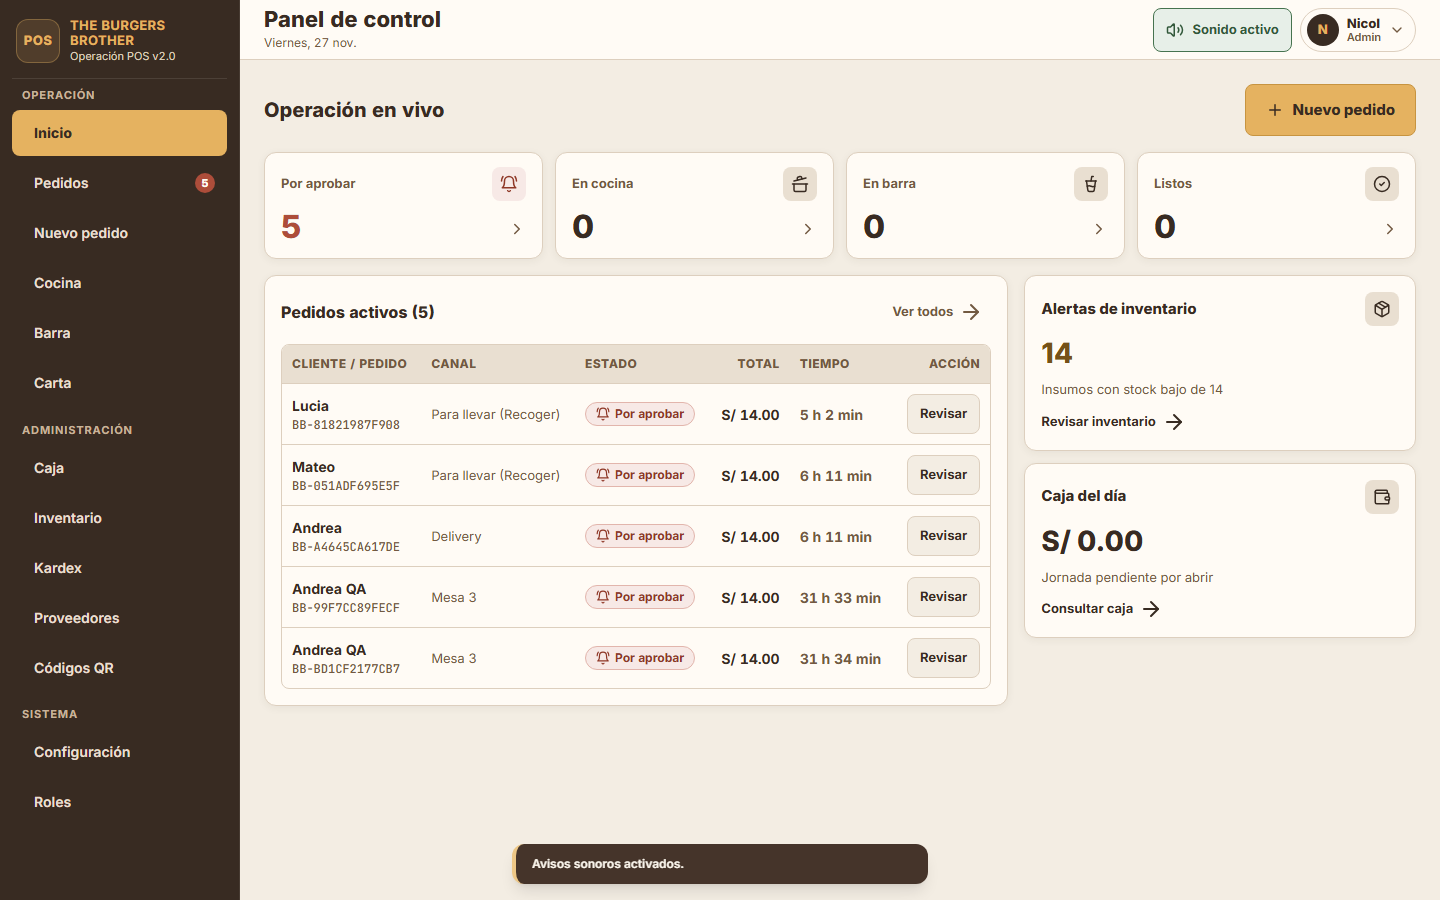 POS
THE BURGERS
BROTHER
Operación POS v2.0
OPERACIÓN
Inicio
Pedidos 5
Nuevo pedido
Cocina
Barra
Carta
ADMINISTRACIÓN
Caja
Inventario
Kardex
Proveedores
Códigos QR
SISTEMA
Configuración
Roles
Panel de control
Viernes, 27 nov.
Sonido activo
N
Nicol
Admin
Operación en vivo
Nuevo pedido
Por aprobar
5
En cocina
0
En barra
0
Listos
0
Pedidos activos (5)
Ver todos
CLIENTE / PEDIDO CANAL ESTADO TOTAL TIEMPO ACCIÓN
Lucia
BB-81821987F908
Para llevar (Recoger) Por aprobar S/ 14.00 5 h 2 min Revisar
Mateo
BB-051ADF695E5F
Para llevar (Recoger) Por aprobar S/ 14.00 6 h 11 min Revisar
Andrea
BB-A4645CA617DE
Delivery Por aprobar S/ 14.00 6 h 11 min Revisar
Andrea QA
BB-99F7CC89FECF
Mesa 3 Por aprobar S/ 14.00 31 h 33 min Revisar
Andrea QA
BB-BD1CF2177CB7
Mesa 3 Por aprobar S/ 14.00 31 h 34 min Revisar
Alertas de inventario
14
Insumos con stock bajo de 14
Revisar inventario
Caja del día
S/ 0.00
Jornada pendiente por abrir
Consultar caja
Avisos sonoros activados.